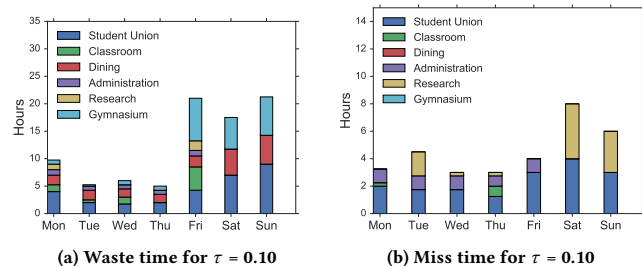 35
30
25
20
15
10
5
0
Hours
Student Union
Classroom
Dining
Administration
Research
Gymnasium
Mon Tue Wed Thu Fri Sat Sun
(a) Waste time for τ = 0.10
14
12
10
8
6
4
2
0
Hours
Student Union
Classroom
Dining
Administration
Research
Gymnasium
Mon Tue Wed Thu Fri Sat Sun
(b) Miss time for τ = 0.10